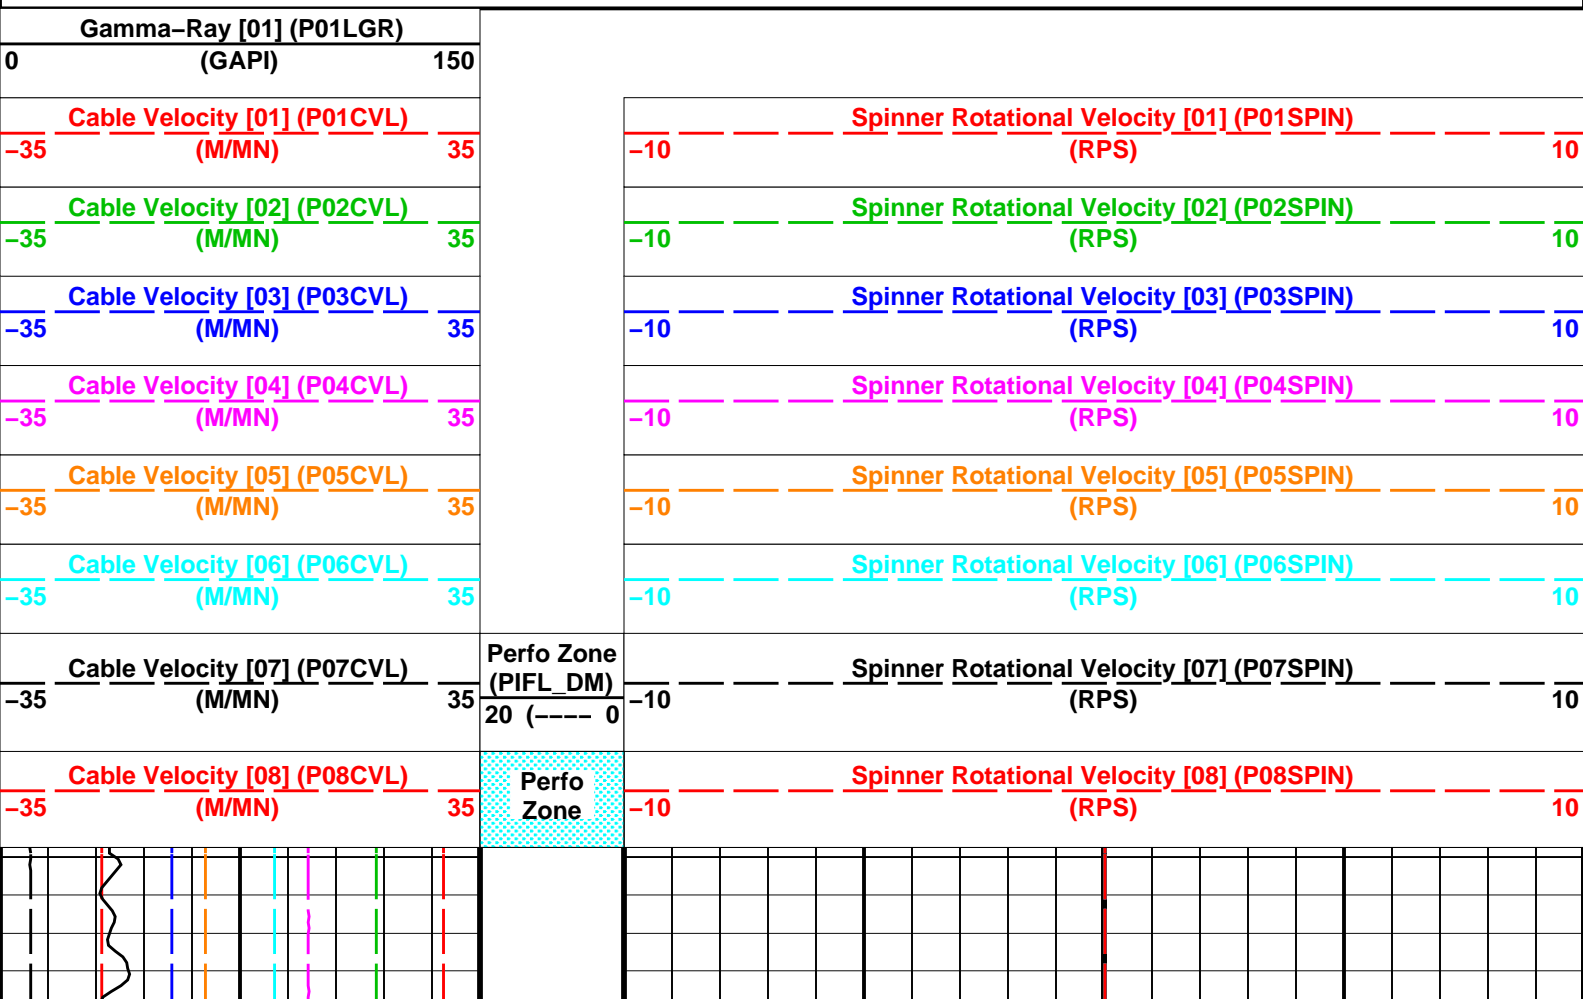 Gamma–Ray [01] (P01LGR)
0 (GAPI) 150
Cable Velocity [01] (P01CVL)
–35 (M/MN) 35
Spinner Rotational Velocity [01] (P01SPIN)
–10 (RPS) 10
Cable Velocity [02] (P02CVL)
–35 (M/MN) 35
Spinner Rotational Velocity [02] (P02SPIN)
–10 (RPS) 10
Cable Velocity [03] (P03CVL)
–35 (M/MN) 35
Spinner Rotational Velocity [03] (P03SPIN)
–10 (RPS) 10
Cable Velocity [04] (P04CVL)
–35 (M/MN) 35
Spinner Rotational Velocity [04] (P04SPIN)
–10 (RPS) 10
Cable Velocity [05] (P05CVL)
–35 (M/MN) 35
Spinner Rotational Velocity [05] (P05SPIN)
–10 (RPS) 10
Cable Velocity [06] (P06CVL)
–35 (M/MN) 35
Spinner Rotational Velocity [06] (P06SPIN)
–10 (RPS) 10
Cable Velocity [07] (P07CVL)
–35 (M/MN) 35
Perfo Zone
(PIFL_DM)
20 (–––– 0
Spinner Rotational Velocity [07] (P07SPIN)
–10 (RPS) 10
Cable Velocity [08] (P08CVL)
–35 (M/MN) 35
Perfo
Zone
Spinner Rotational Velocity [08] (P08SPIN)
–10 (RPS) 10